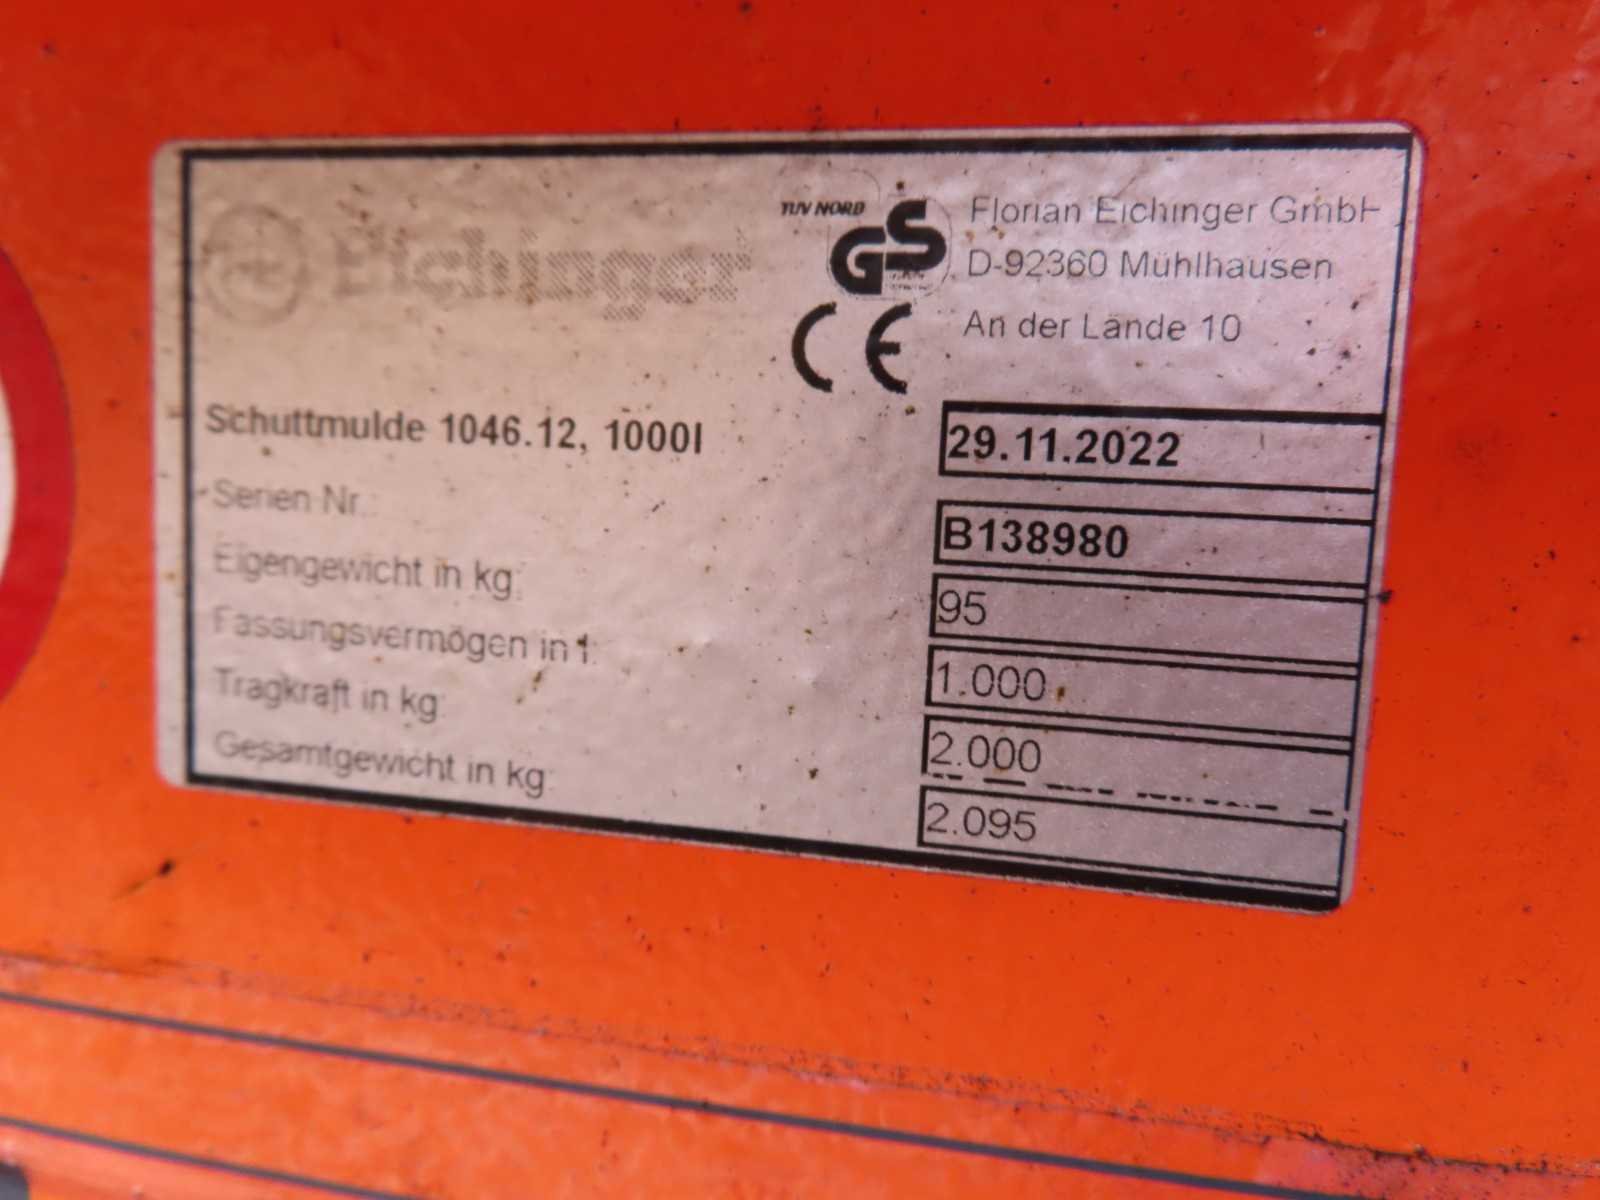 Eichinger
TÜV NORD
GS
CE
Florian Eichinger GmbH
D-92360 Mühlhausen
An der Lände 10
Schuttmulde 1046.12, 1000l 29.11.2022
Serien Nr.: B138980
Eigengewicht in kg: 95
Fassungsvermögen in l: 1.000
Tragkraft in kg: 2.000
Gesamtgewicht in kg: 2.095